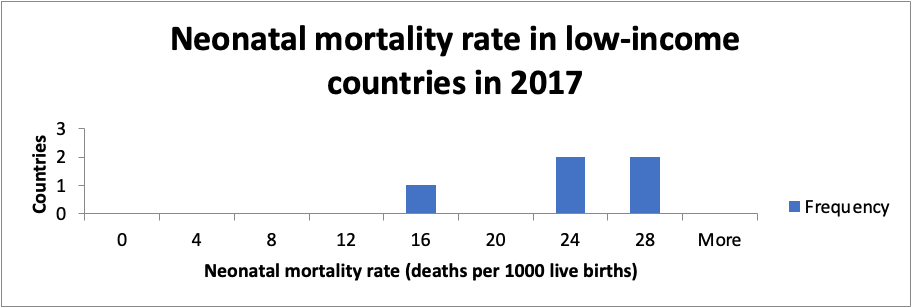 Neonatal mortality rate in low-income
countries in 2017
Countries
3
2
1
0
0 4 8 12 16 20 24 28 More
Neonatal mortality rate (deaths per 1000 live births)
Frequency